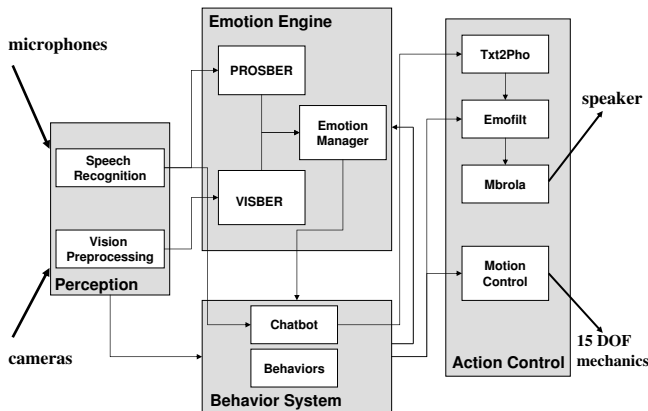 microphones
Emotion Engine
PROSBER
Emotion
Manager
VISBER
Speech
Recognition
Vision
Preprocessing
Perception
cameras
Chatbot
Behaviors
Behavior System
Txt2Pho
Emofilt
Mbrola
Motion
Control
Action Control
speaker
15 DOF
mechanics